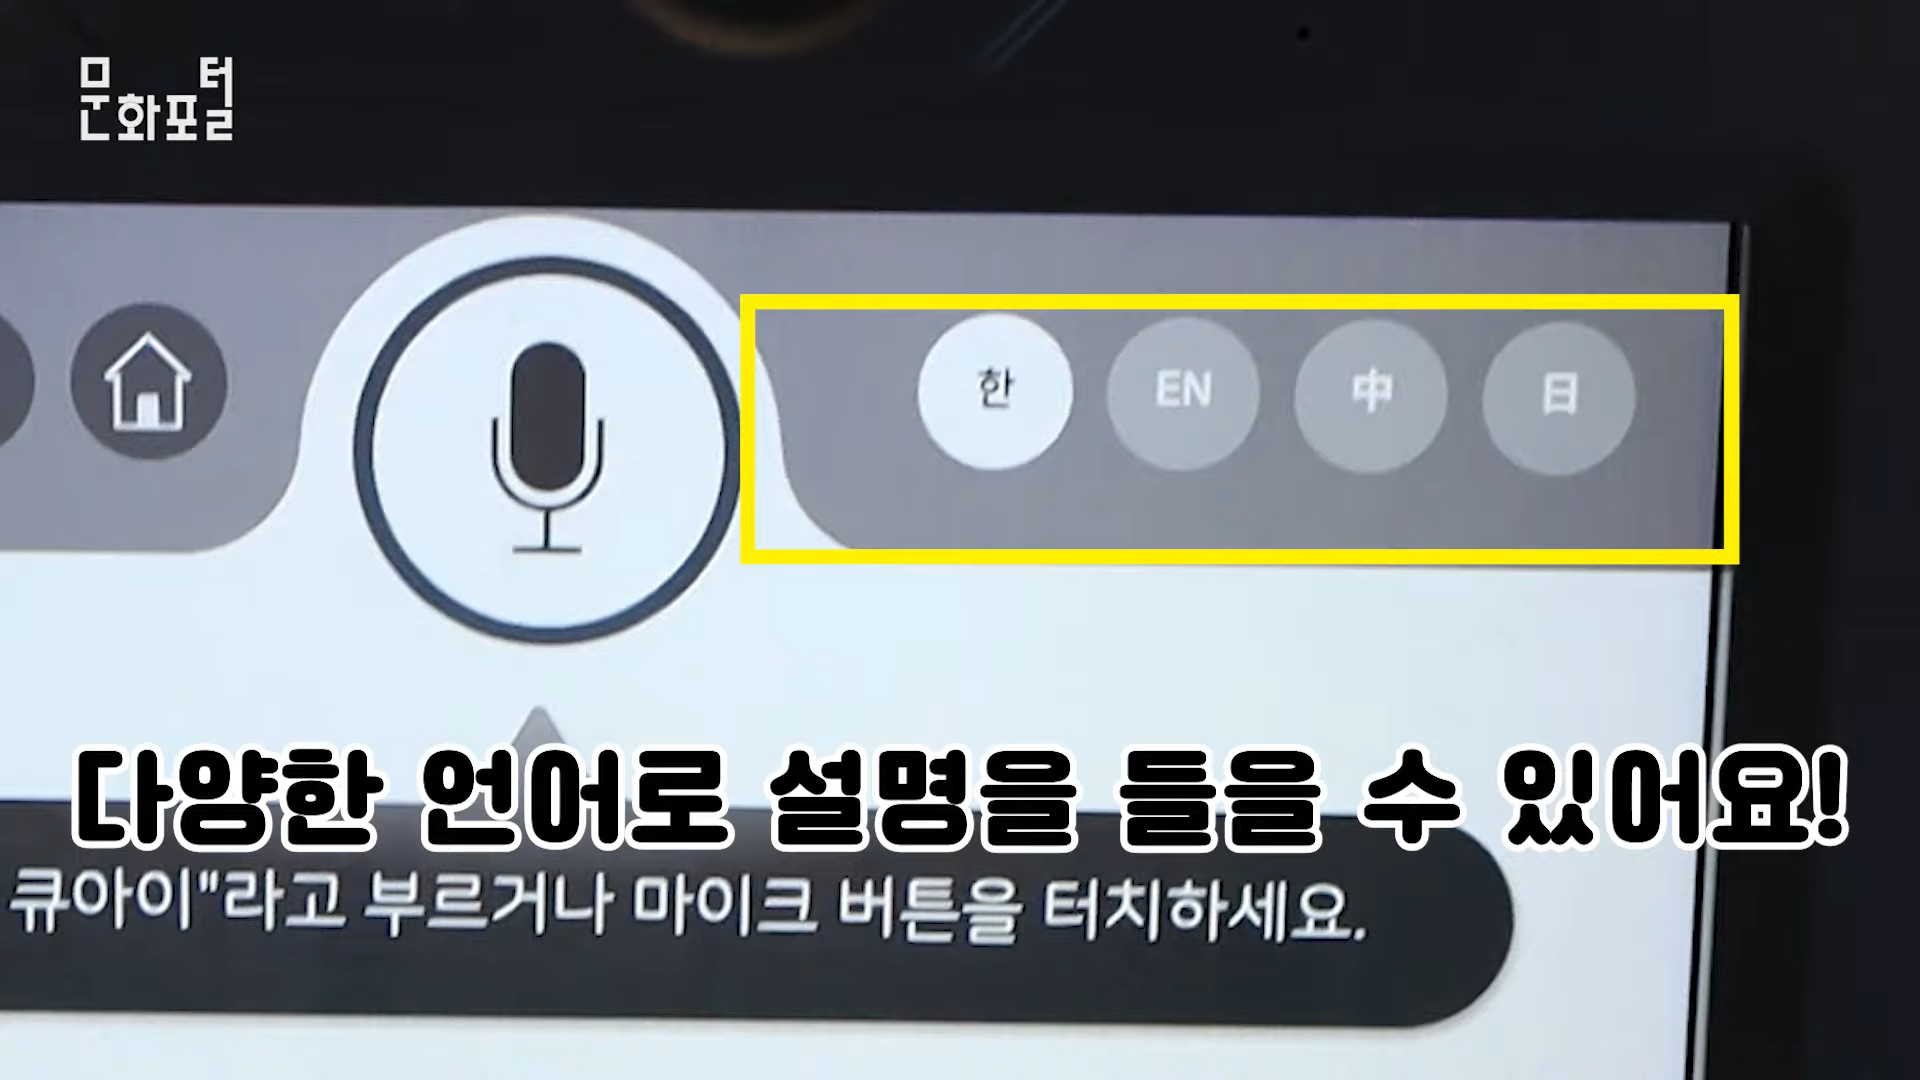 문화포털
한 EN 中 日
다양한 언어로 설명을 들을 수 있어요!
큐아이"라고 부르거나 마이크 버튼을 터치하세요.